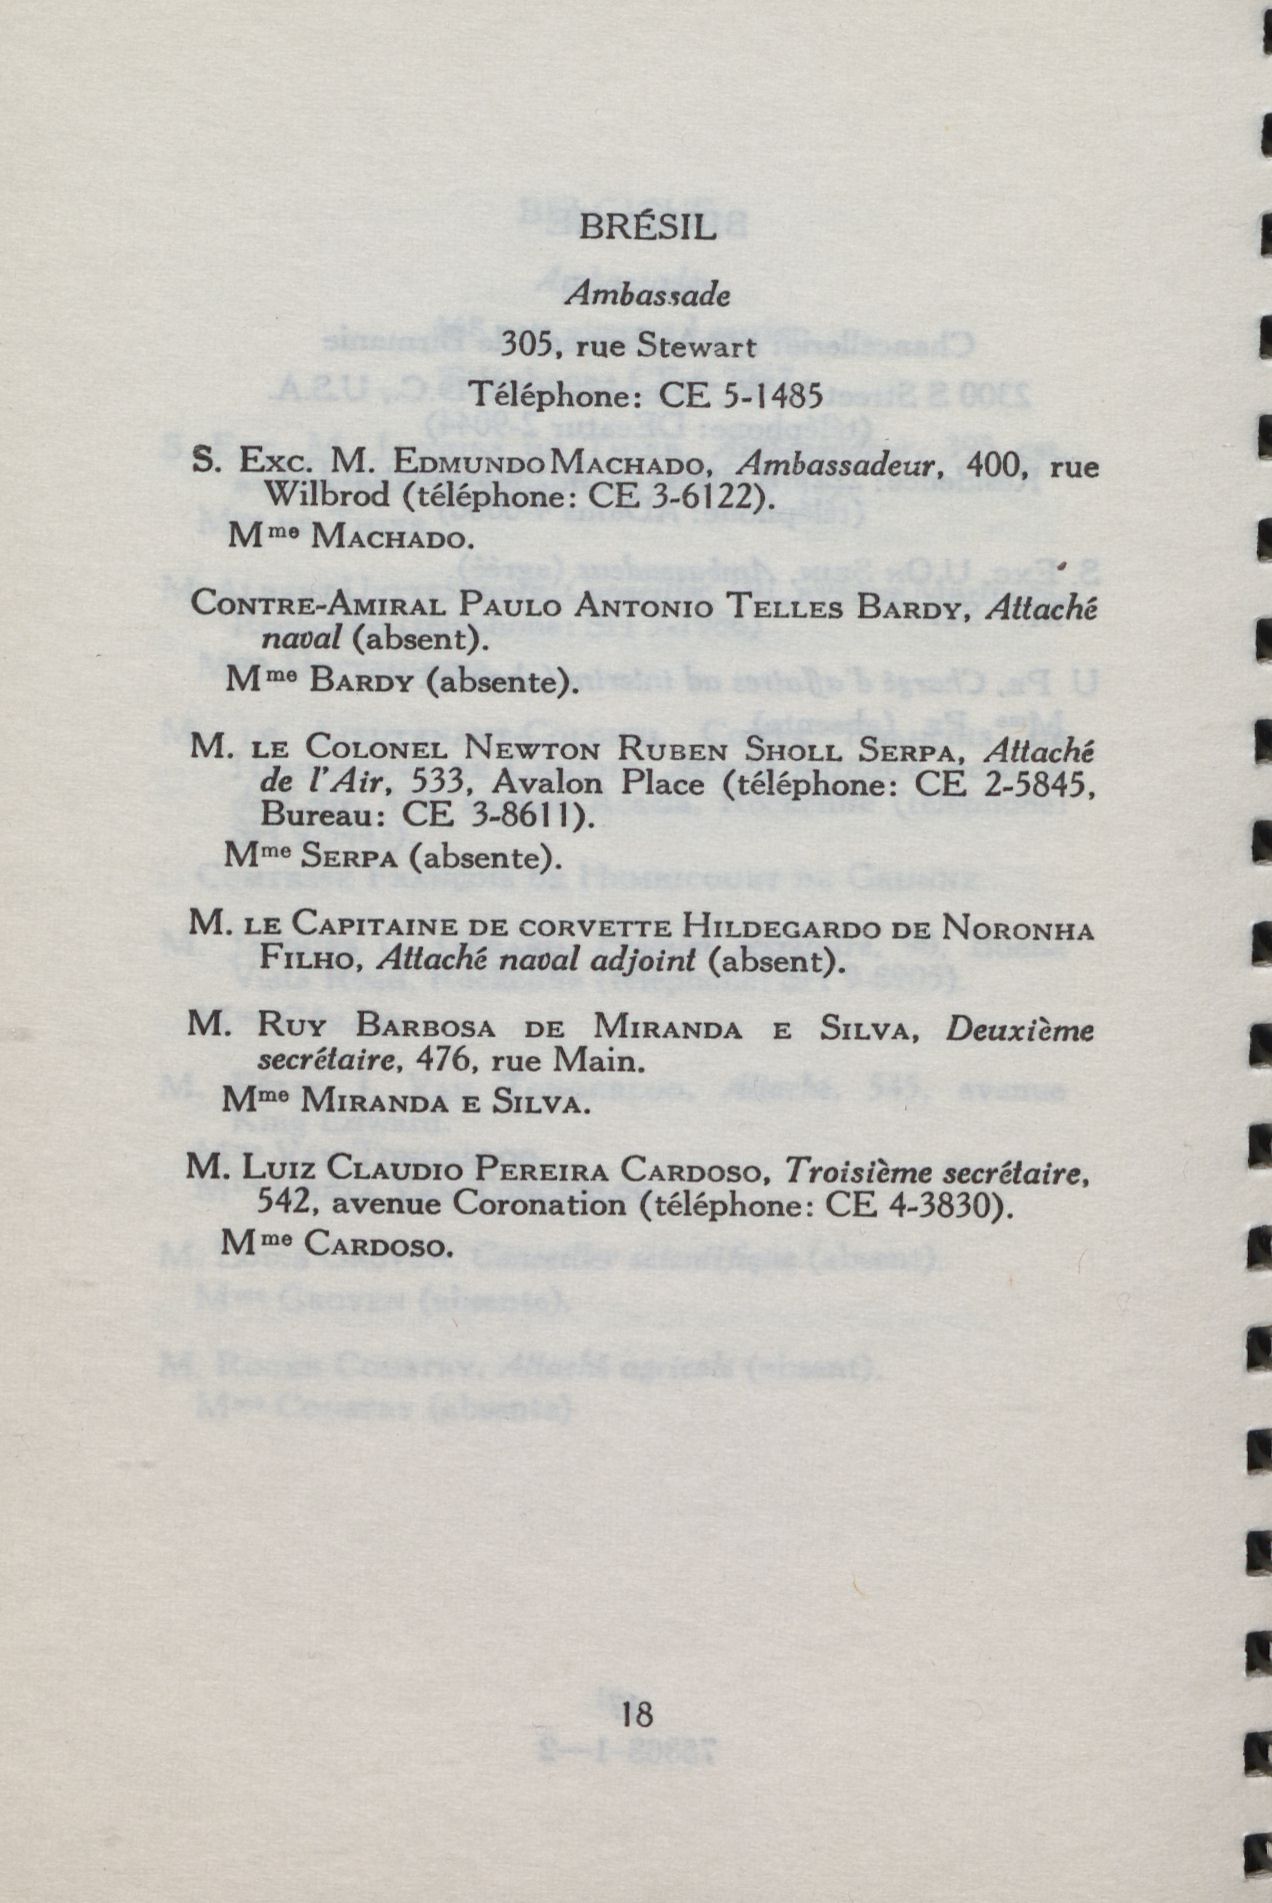 BRÉSIL
Ambassade
305, rue Stewart
Téléphone: CE 5-1485
S. Exc. M. Edmundo Machado, Ambassadeur, 400, rue
Wilbrod (téléphone: CE 3-6122).
Mme Machado.
Contre-Amiral Paulo Antonio Telles Bardy, Attaché
naval (absent).
Mme Bardy (absente).
M. le Colonel Newton Ruben Sholl Serpa, Attaché
de l'Air, 533, Avalon Place (téléphone: CE 2-5845,
Bureau: CE 3-8611).
Mme Serpa (absente).
M. le Capitaine de corvette Hildegardo de Noronha
Filho, Attaché naval adjoint (absent).
M. Ruy Barbosa de Miranda e Silva, Deuxième
secrétaire, 476, rue Main.
Mme Miranda e Silva.
M. Luiz Claudio Pereira Cardoso, Troisième secrétaire,
542, avenue Coronation (téléphone: CE 4-3830).
Mme Cardoso.
18